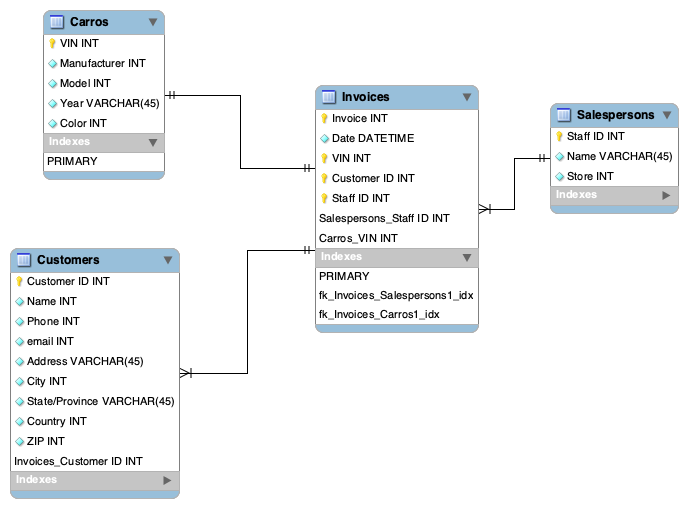 Carros
VIN INT
Manufacturer INT
Model INT
Year VARCHAR(45)
Color INT
Indexes
PRIMARY
Invoices
Invoice INT
Date DATETIME
VIN INT
Customer ID INT
Staff ID INT
Salespersons_Staff ID INT
Carros_VIN INT
Indexes
PRIMARY
fk_Invoices_Salespersons1_idx
fk_Invoices_Carros1_idx
Salespersons
Staff ID INT
Name VARCHAR(45)
Store INT
Indexes
Customers
Customer ID INT
Name INT
Phone INT
email INT
Address VARCHAR(45)
City INT
State/Province VARCHAR(45)
Country INT
ZIP INT
Invoices_Customer ID INT
Indexes